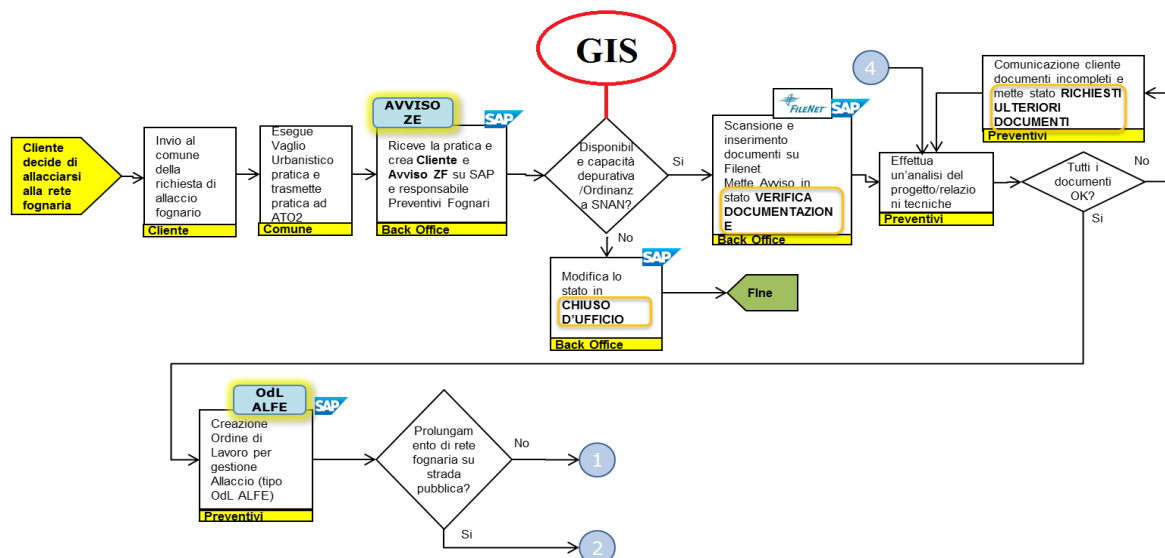 GIS
4
Comunicazione cliente
documenti incompleti e
mette stato RICHIESTI
ULTERIORI
DOCUMENTI
Preventivi
AVVISO
ZE
SAP
FILENET
SAP
Cliente
decide di
allacciarsi
alla rete
fognaria
Invio al
comune
della
richiesta di
allaccio
fognario
Cliente
Esegue
Vaglio
Urbanistico
pratica e
trasmette
pratica ad
ATO2
Comune
Riceve la pratica e
crea Cliente e
Avviso ZF su SAP
e responsabile
Preventivi Fognari
Back Office
Disponibil
e capacità
depurativa
/Ordinanz
a SNAN?
Si
Scansione e
inserimento
documenti su
Filenet
Mette Avviso in
stato VERIFICA
DOCUMENTAZION
E
Back Office
Effettua
un'analisi del
progetto/relazio
ni tecniche
Preventivi
Tutti i
documenti
OK?
No
Si
No
SAP
Modifica lo
stato in
CHIUSO
D'UFFICIO
Back Office
Fine
OdL
ALFE
SAP
Creazione
Ordine di
Lavoro per
gestione
Allaccio (tipo
OdL ALFE)
Preventivi
Prolungam
ento di rete
fognaria su
strada
pubblica?
No
1
Si
2